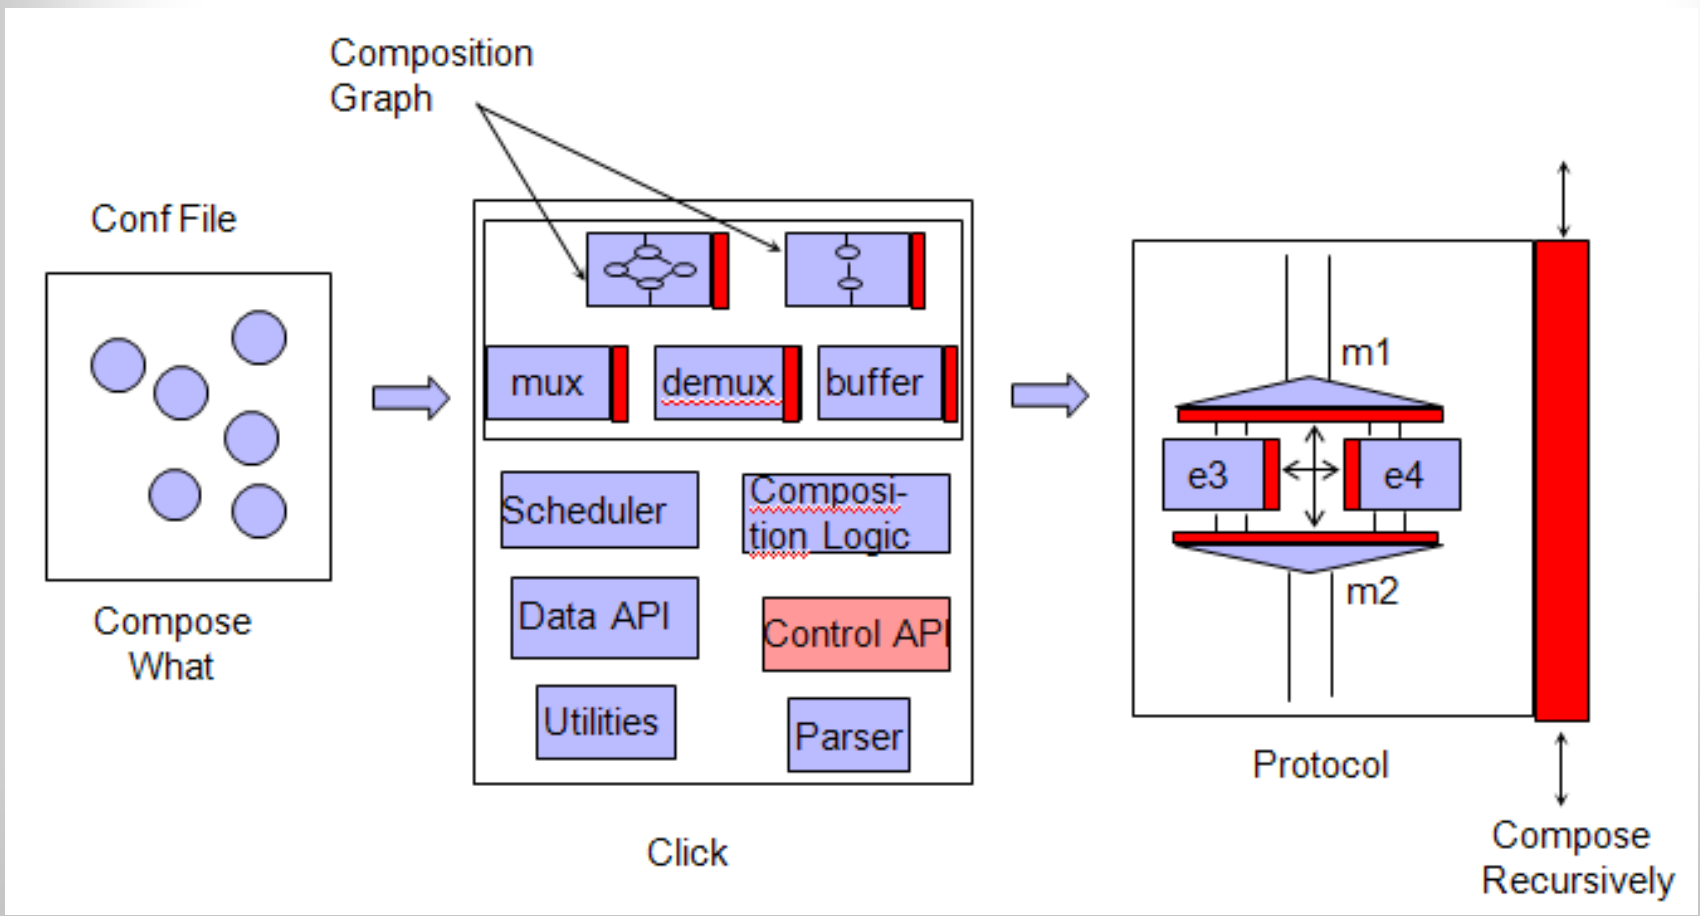 Composition
Graph
Conf File
Compose
What
mux
demux
buffer
Scheduler
Composi-
tion Logic
Data API
Control API
Utilities
Parser
Click
m1
e3
e4
m2
Protocol
Compose
Recursively